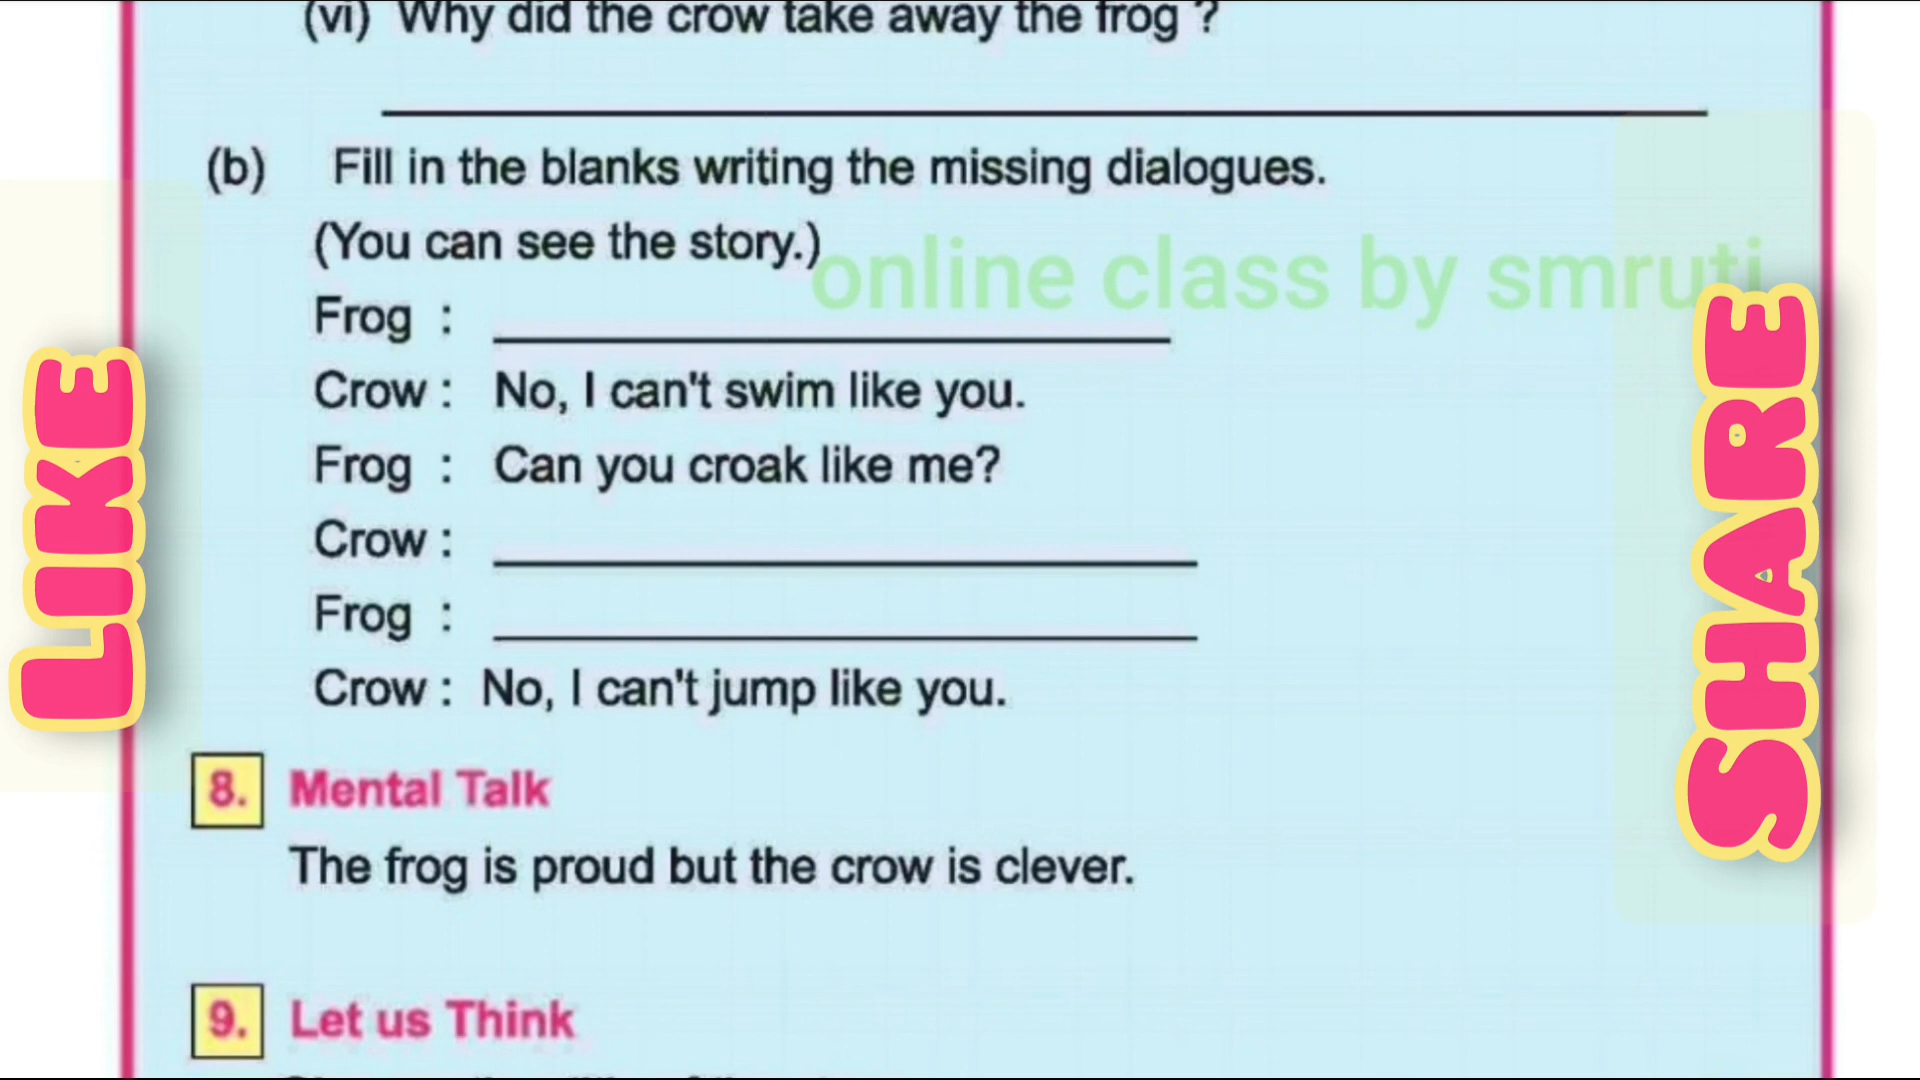 (vi) Why did the crow take away the frog ?
(b) Fill in the blanks writing the missing dialogues.
(You can see the story.)
online class by smruti
Frog :
Crow : No, I can't swim like you.
Frog : Can you croak like me?
Crow :
Frog :
Crow : No, I can't jump like you.
8. Mental Talk
The frog is proud but the crow is clever.
9. Let us Think
LIKE
SHARE